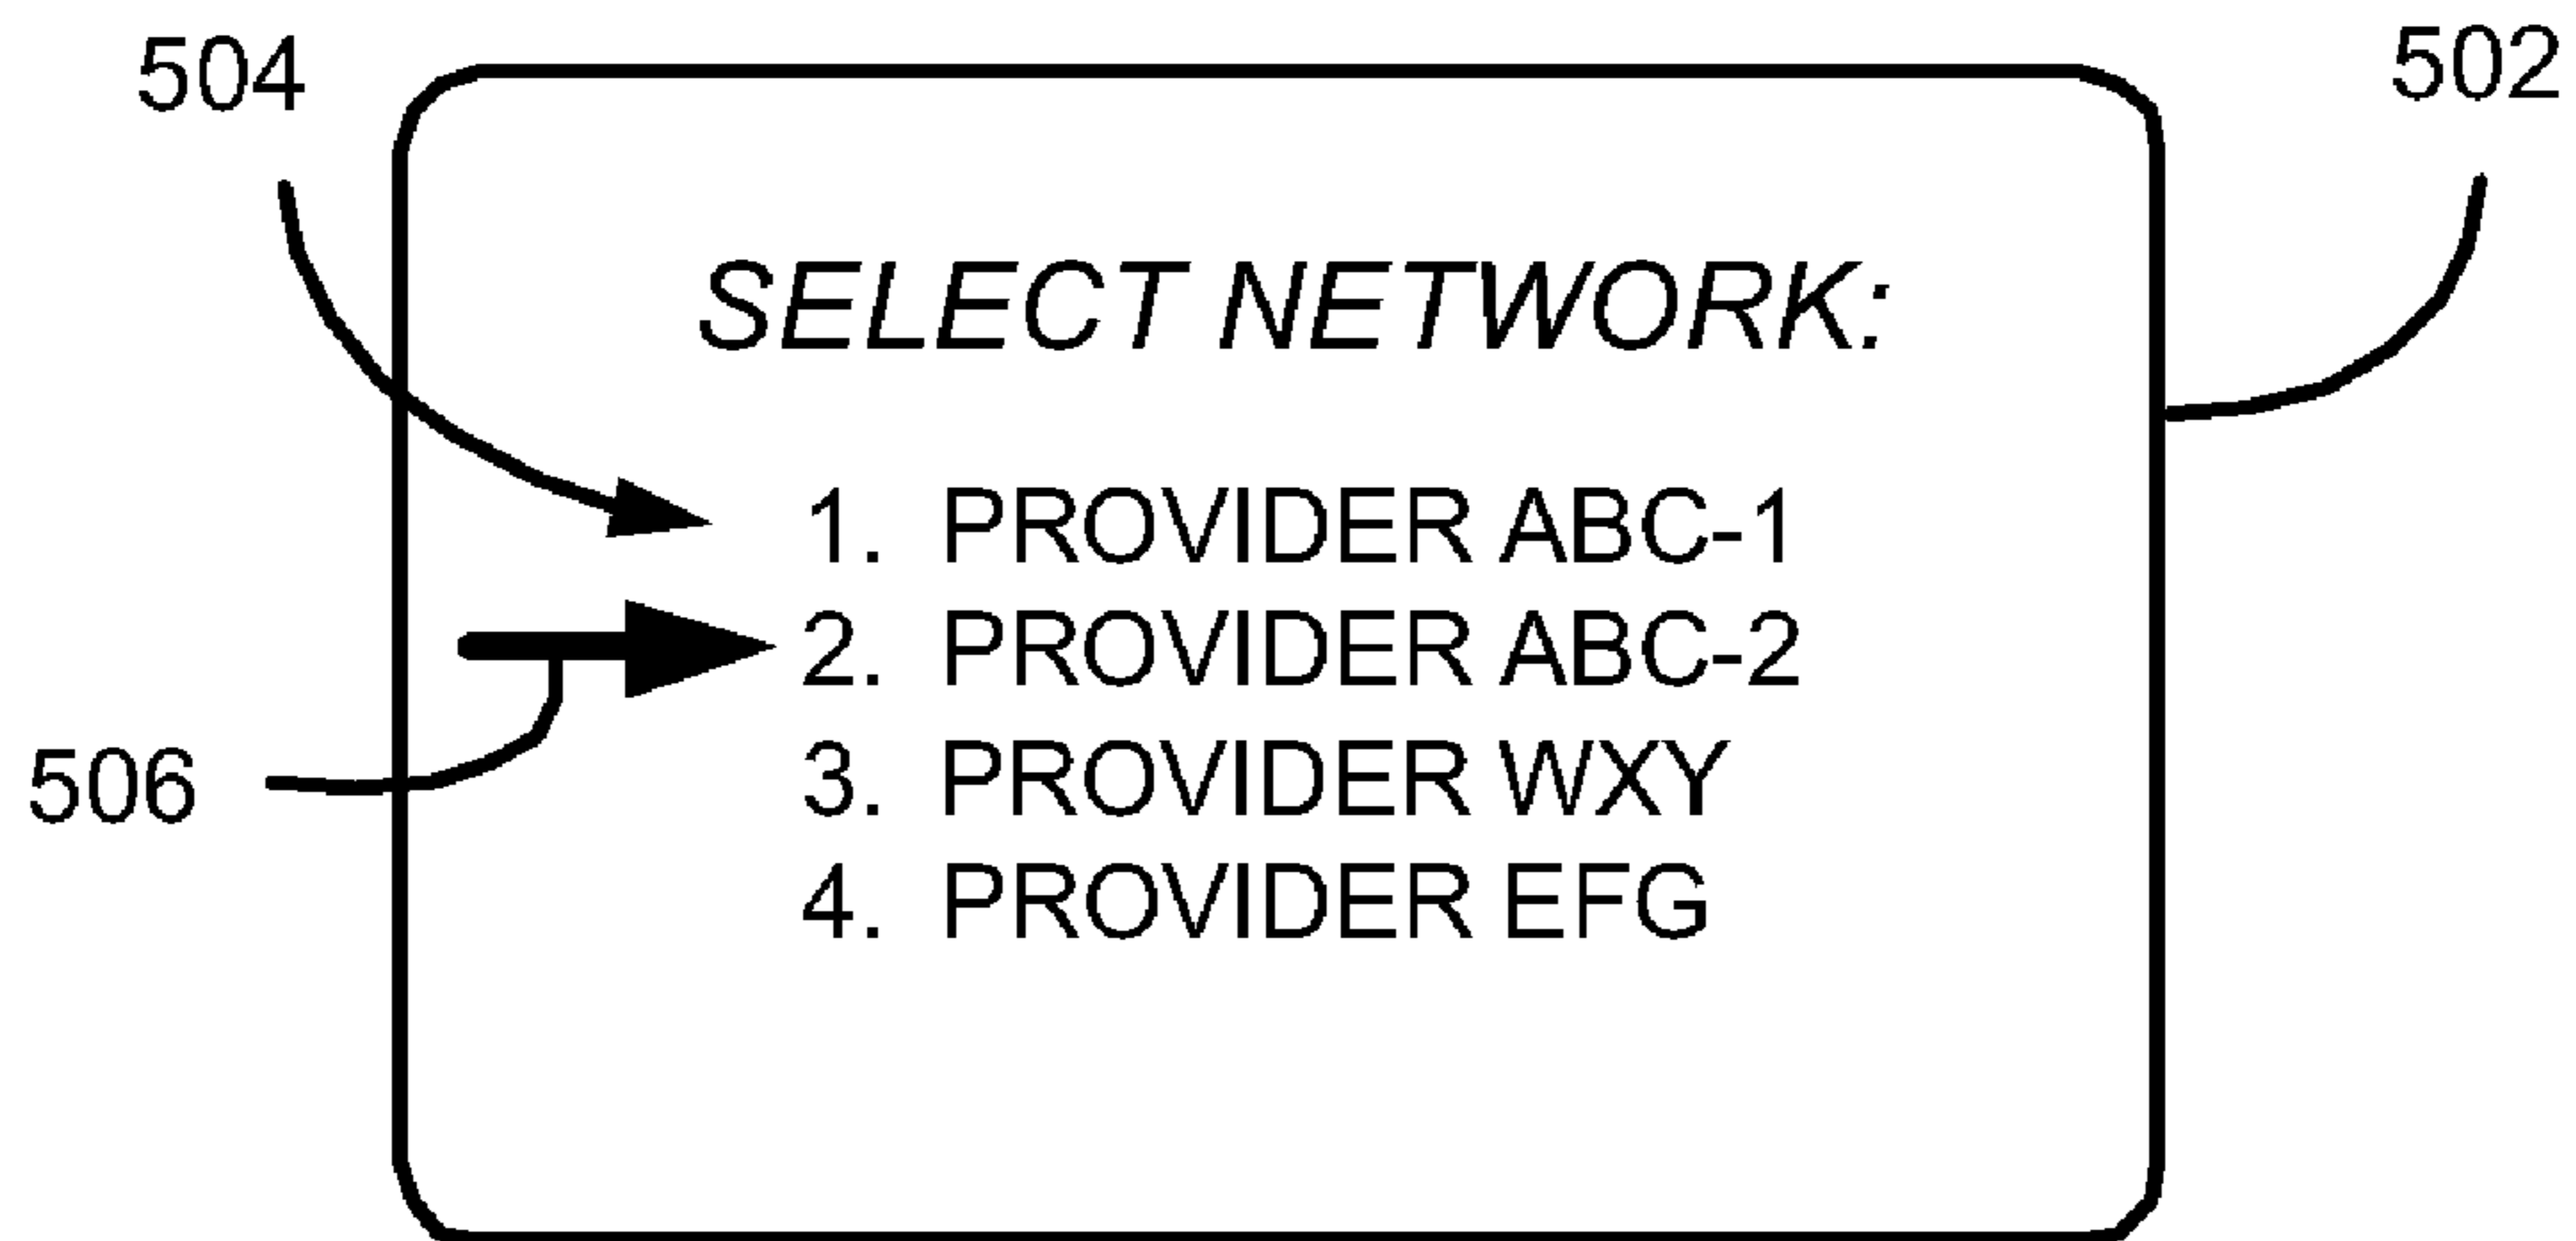 504
502
SELECT NETWORK:
1. PROVIDER ABC-1
2. PROVIDER ABC-2
506
3. PROVIDER WXY
4. PROVIDER EFG